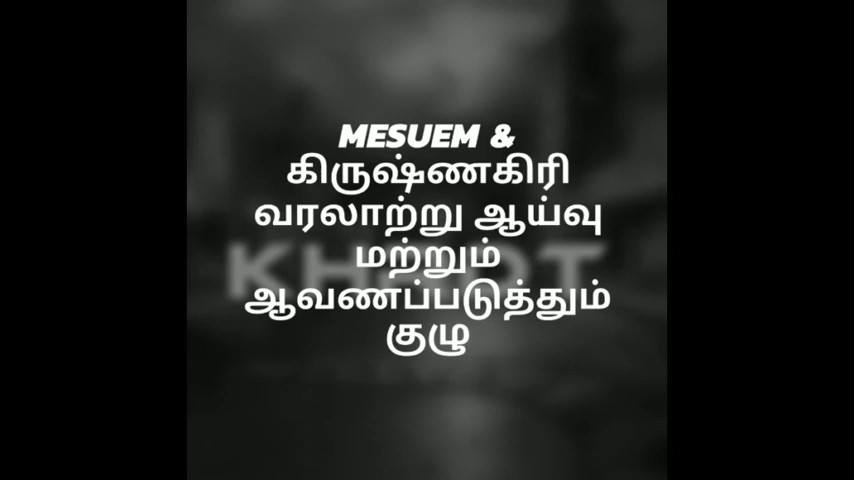 MESUEM &
கிருஷ்ணகிரி
வரலாற்று ஆய்வு
மற்றும்
ஆவணப்படுத்தும்
குழு